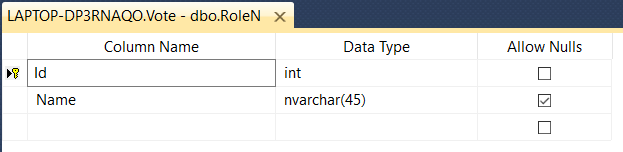 LAPTOP-DP3RNAQO.Vote - dbo.RoleN
Column Name Data Type Allow Nulls
Id int
Name nvarchar(45)